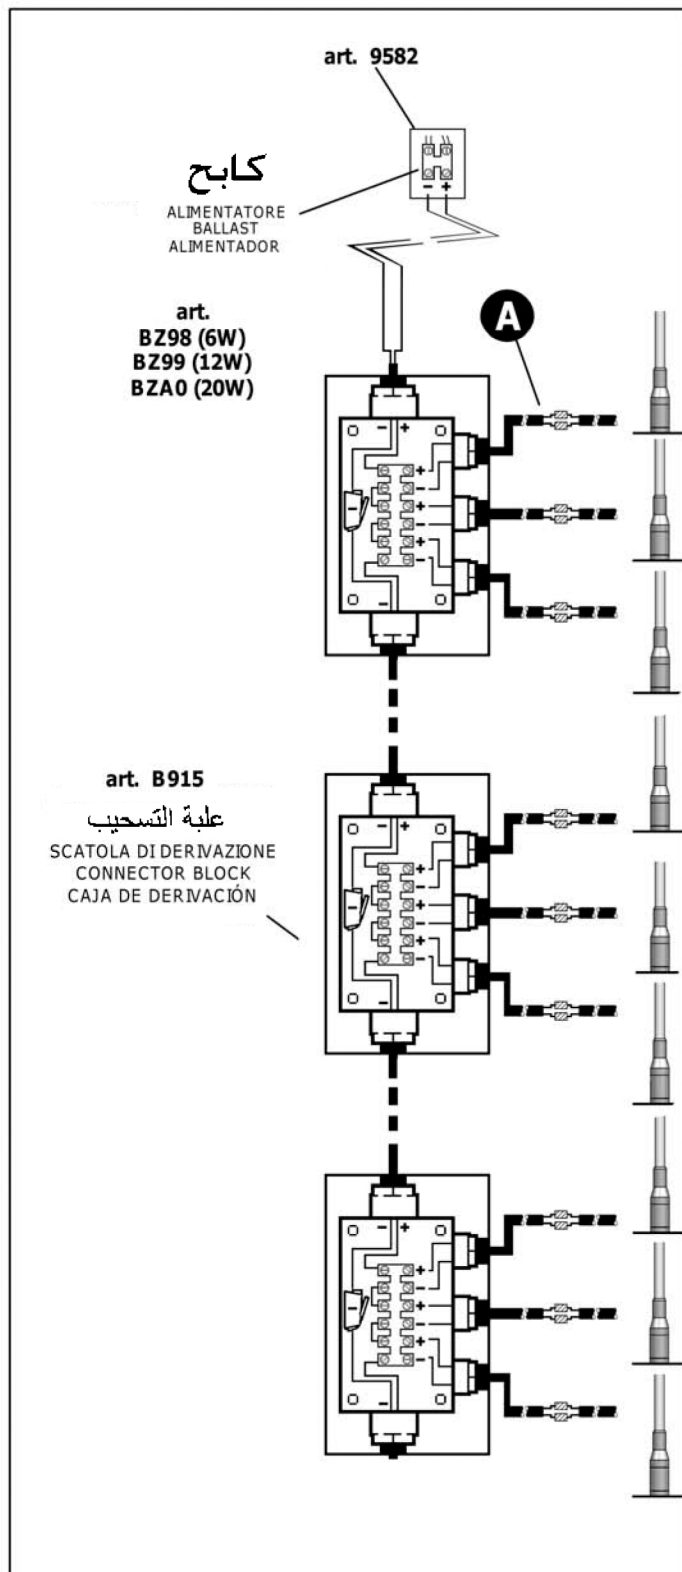 art. 9582
كابح
ALIMENTATORE
BALLAST
ALIMENTADOR
- +
art.
BZ98 (6W)
BZ99 (12W)
BZA0 (20W)
A
- +
+
-
+
-
+
-
-
-
art. B915
علبة التسحيب
SCATOLA DI DERIVAZIONE
CONNECTOR BLOCK
CAJA DE DERIVACIÓN
- +
+
-
+
-
+
-
-
-
- +
+
-
+
-
+
-
-
-